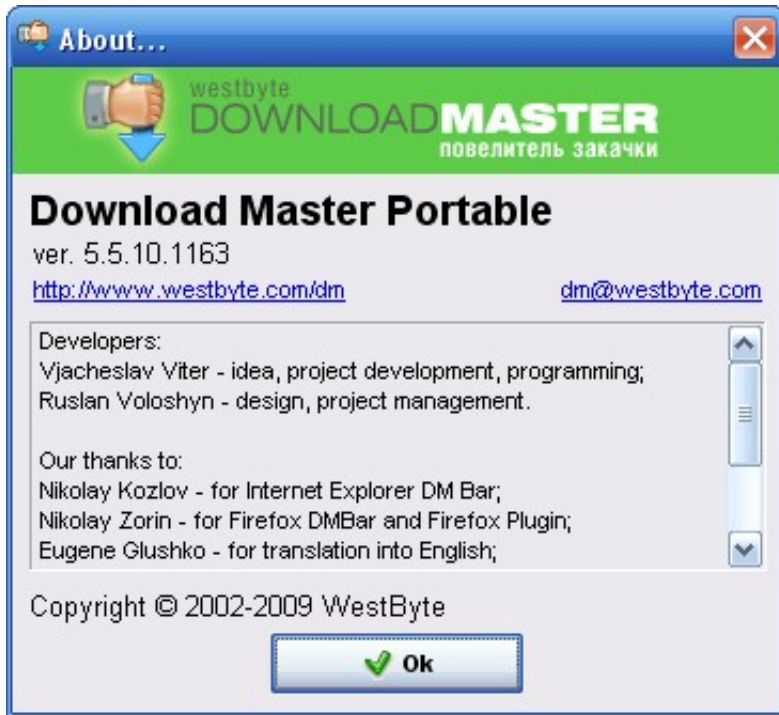 About...
westbyte
DOWNLOADMASTER
повелитель закачки
Download Master Portable
ver. 5.5.10.1163
http://www.westbyte.com/dm dm@westbyte.com
Developers:
Vjacheslav Viter - idea, project development, programming;
Ruslan Voloshyn - design, project management.
Our thanks to:
Nikolay Kozlov - for Internet Explorer DM Bar;
Nikolay Zorin - for Firefox DMBar and Firefox Plugin;
Eugene Glushko - for translation into English;
Copyright © 2002-2009 WestByte
Ok